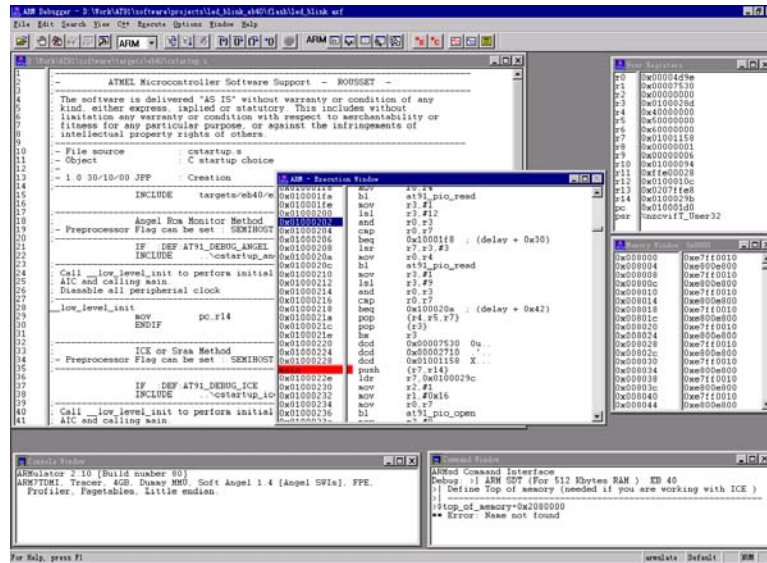 ARM Debugger - D:\Work\AT91\software\projects\led_blink_eb40\flash\led_blink axf
File Edit Search View C++ Execute Options Window Help
ARM
ARM
D:\Work\AT91\software\targets\eb40\cstartup.s
- ATMEL Microcontroller Software Support - ROUSSET -
The software is delivered "AS IS" without warranty or condition of any
kind, either express, implied or statutory. This includes without
limitation any warranty or condition with respect to merchantability or
fitness for any particular purpose, or against the infringements of
intellectual property rights of others.
- File source : cstartup.s
- Object : C startup choice
- 1.0 30/10/00 JPP : Creation
INCLUDE targets/eb40/
Angel Rom Monitor Method
- Preprocessor Flag can be set : SEMIHOST
IF :DEF:AT91_DEBUG_ANGEL
INCLUDE ..\cstartup_an
Call __low_level_init to perform initial
AIC and calling main.
Diasable all peripherial clock
__low_level_init
mov pc,r14
ENDIF
ICE or Sram Method
- Preprocessor Flag can be set : SEMIHOST
IF :DEF:AT91_DEBUG_ICE
INCLUDE ..\cstartup_ic
Call __low_level_init to perform initial
AIC and calling main.
ARM - Execution Window
0x010001fa bl at91_pio_read
0x010001fe mov r3,#1
0x01000200 lsl r3,#12
0x01000202 and r0,r3
0x01000204 cmp r0,r7
0x01000206 beq 0x10001f8 ; (delay + 0x30)
0x01000208 lsr r7,r3,#3
0x0100020a mov r0,r4
0x0100020c bl at91_pio_read
0x01000210 mov r3,#1
0x01000212 lsl r3,#9
0x01000214 and r0,r3
0x01000216 cmp r0,r7
0x01000218 beq 0x100020a ; (delay + 0x42)
0x0100021a pop {r4,r5,r7}
0x0100021c pop {r3}
0x0100021e bx r3
0x01000220 dcd 0x00007530 0u..
0x01000224 dcd 0x00002710 '..
0x01000228 dcd 0x01001158 X...
main push {r7,r14}
0x0100022e ldr r7,0x0100029c
0x01000230 mov r2,#1
0x01000232 mov r1,#0x16
0x01000234 mov r0,r7
0x01000236 bl at91_pio_open
User Registers
r0 0x00004d9e
r1 0x00007530
r2 0x00000000
r3 0x0100028d
r4 0x40000000
r5 0x50000000
r6 0x60000000
r7 0x01001158
r8 0x00000001
r9 0x00000006
r10 0x01000094
r11 0xffe00028
r12 0x0100010c
r13 0x0207ffe8
r14 0x0100029b
pc 0x010001d0
psr %nzcvifT_User32
Memory Window 0x0000
0x000000 0xe7ff0010
0x000004 0xe800e800
0x000008 0xe7ff0010
0x00000c 0xe800e800
0x000010 0xe7ff0010
0x000014 0xe800e800
0x000018 0xe7ff0010
0x00001c 0xe800e800
0x000020 0xe7ff0010
0x000024 0xe800e800
0x000028 0xe7ff0010
0x00002c 0xe800e800
0x000030 0xe7ff0010
0x000034 0xe800e800
0x000038 0xe7ff0010
0x00003c 0xe800e800
0x000040 0xe7ff0010
0x000044 0xe800e800
Console Window
ARMulator 2.10 [Build number 80]
ARM7TDMI, Tracer, 4GB, Dummy MMU, Soft Angel 1.4 [Angel SWIs], FPE,
Profiler, Pagetables, Little endian.
Command Window
ARMsd Command Interface
Debug: >| ARM SDT (For 512 Kbytes RAM ) EB 40
>| Define Top of memory (needed if you are working with ICE )
>$top_of_memory=0x2080000
** Error: Name not found
For Help, press F1
armulate Default NUM